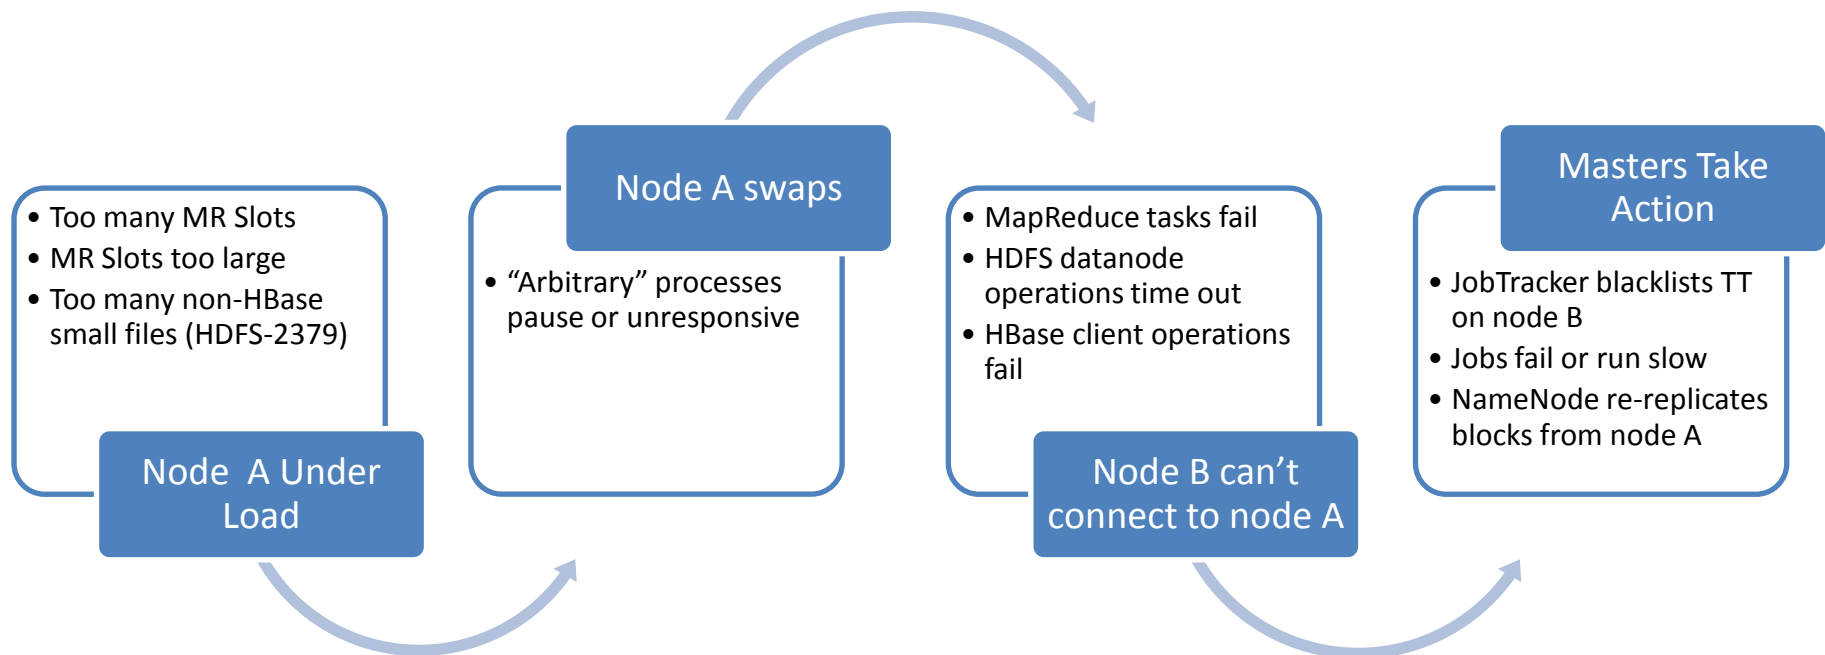 • Too many MR Slots
• MR Slots too large
• Too many non-HBase
small files (HDFS-2379)
Node A Under
Load
Node A swaps
• “Arbitrary” processes
pause or unresponsive
• MapReduce tasks fail
• HDFS datanode
operations time out
• HBase client operations
fail
Node B can’t
connect to node A
Masters Take
Action
• JobTracker blacklists TT
on node B
• Jobs fail or run slow
• NameNode re-replicates
blocks from node A